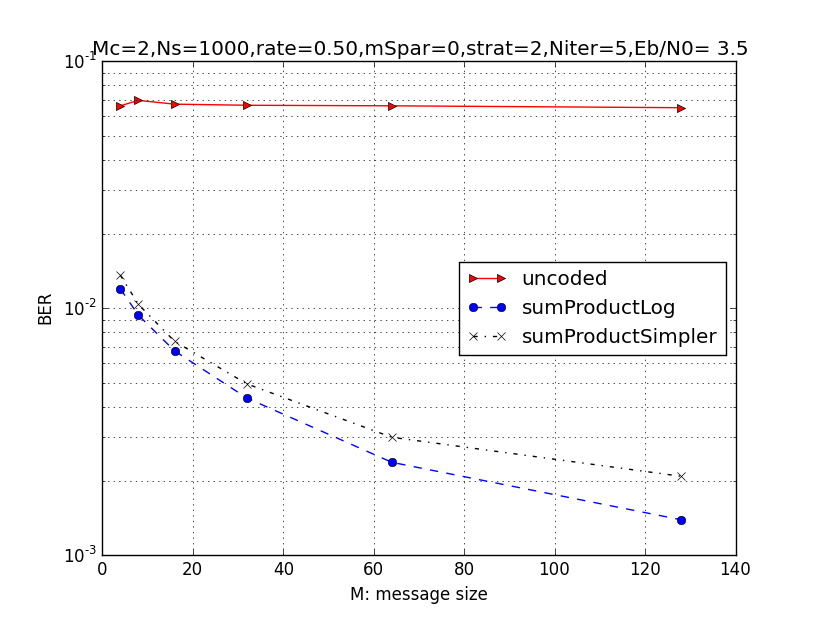 Mc=2,Ns=1000,rate=0.50,mSpar=0,strat=2,Niter=5,Eb/N0= 3.5
10^-1
10^-2
10^-3
BER
uncoded
sumProductLog
sumProductSimpler
0 20 40 60 80 100 120 140
M: message size